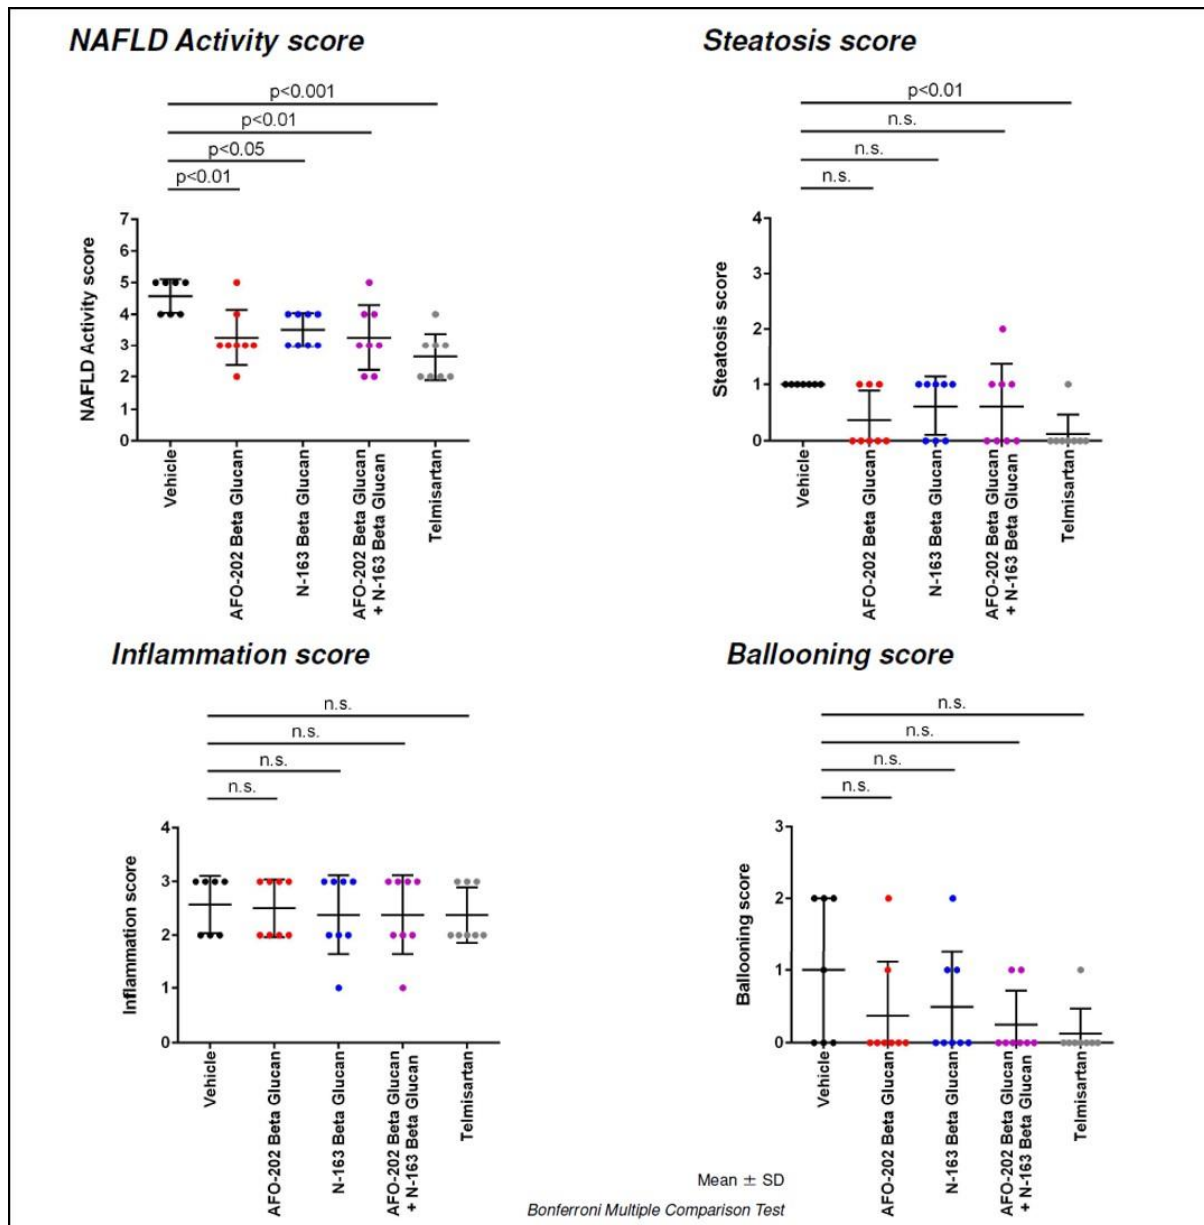 NAFLD Activity score
p<0.001
p<0.01
p<0.05
p<0.01
NAFLD Activity score
7
6
5
4
3
2
1
0
Vehicle
AFO-202 Beta Glucan
N-163 Beta Glucan
AFO-202 Beta Glucan
+ N-163 Beta Glucan
Telmisartan
Steatosis score
p<0.01
n.s.
n.s.
n.s.
Steatosis score
4
3
2
1
0
Vehicle
AFO-202 Beta Glucan
N-163 Beta Glucan
AFO-202 Beta Glucan
+ N-163 Beta Glucan
Telmisartan
Inflammation score
n.s.
n.s.
n.s.
n.s.
Inflammation score
4
3
2
1
0
Vehicle
AFO-202 Beta Glucan
N-163 Beta Glucan
AFO-202 Beta Glucan
+ N-163 Beta Glucan
Telmisartan
Ballooning score
n.s.
n.s.
n.s.
n.s.
Ballooning score
3
2
1
0
Vehicle
AFO-202 Beta Glucan
N-163 Beta Glucan
AFO-202 Beta Glucan
+ N-163 Beta Glucan
Telmisartan
Mean ± SD
Bonferroni Multiple Comparison Test